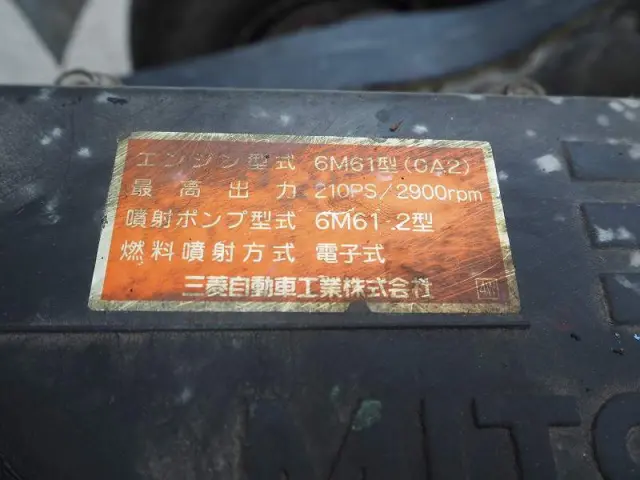 エンジン型式 6M61型(CA2)
最高出力 210PS/2900rpm
噴射ポンプ型式 6M61-2型
燃料噴射方式 電子式
三菱自動車工業株式会社
MITS